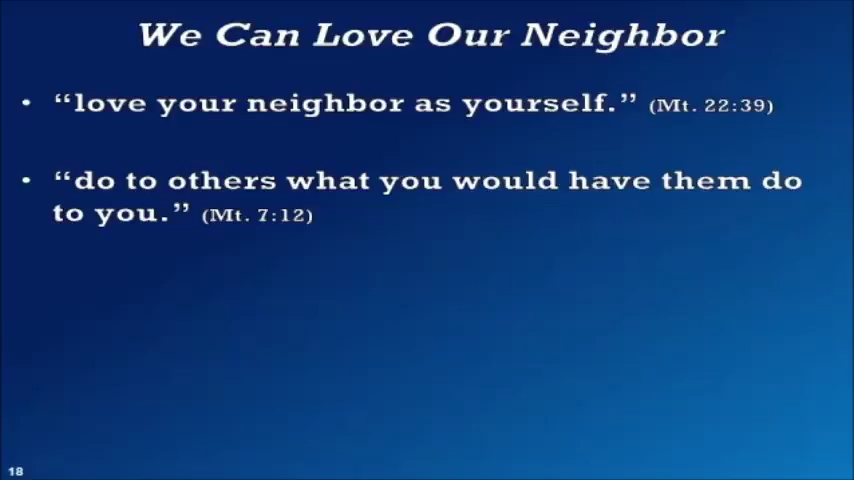 We Can Love Our Neighbor
• “love your neighbor as yourself.” (Mt. 22:39)
• “do to others what you would have them do
to you.” (Mt. 7:12)
18